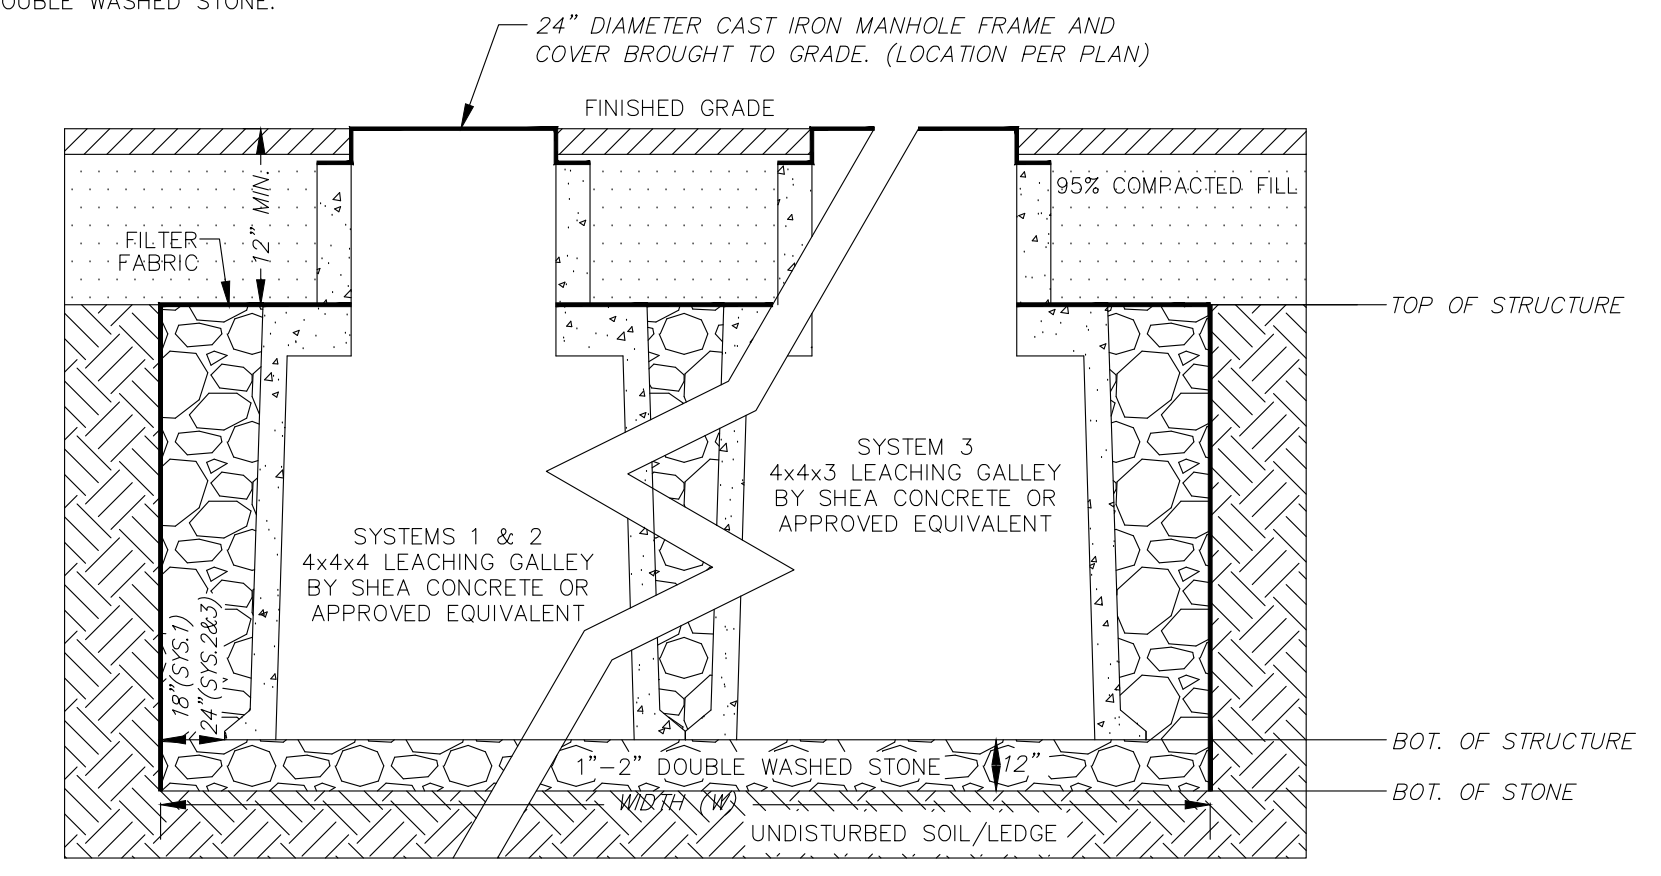 DOUBLE WASHED STONE.
24" DIAMETER CAST IRON MANHOLE FRAME AND
COVER BROUGHT TO GRADE. (LOCATION PER PLAN)
FINISHED GRADE
95% COMPACTED FILL
12" MIN.
FILTER
FABRIC
TOP OF STRUCTURE
SYSTEM 3
4x4x3 LEACHING GALLEY
BY SHEA CONCRETE OR
APPROVED EQUIVALENT
SYSTEMS 1 & 2
4x4x4 LEACHING GALLEY
BY SHEA CONCRETE OR
APPROVED EQUIVALENT
18"(SYS.1)
24"(SYS.2&3)
BOT. OF STRUCTURE
1"-2" DOUBLE WASHED STONE
12"
BOT. OF STONE
WIDTH (W)
UNDISTURBED SOIL/LEDGE